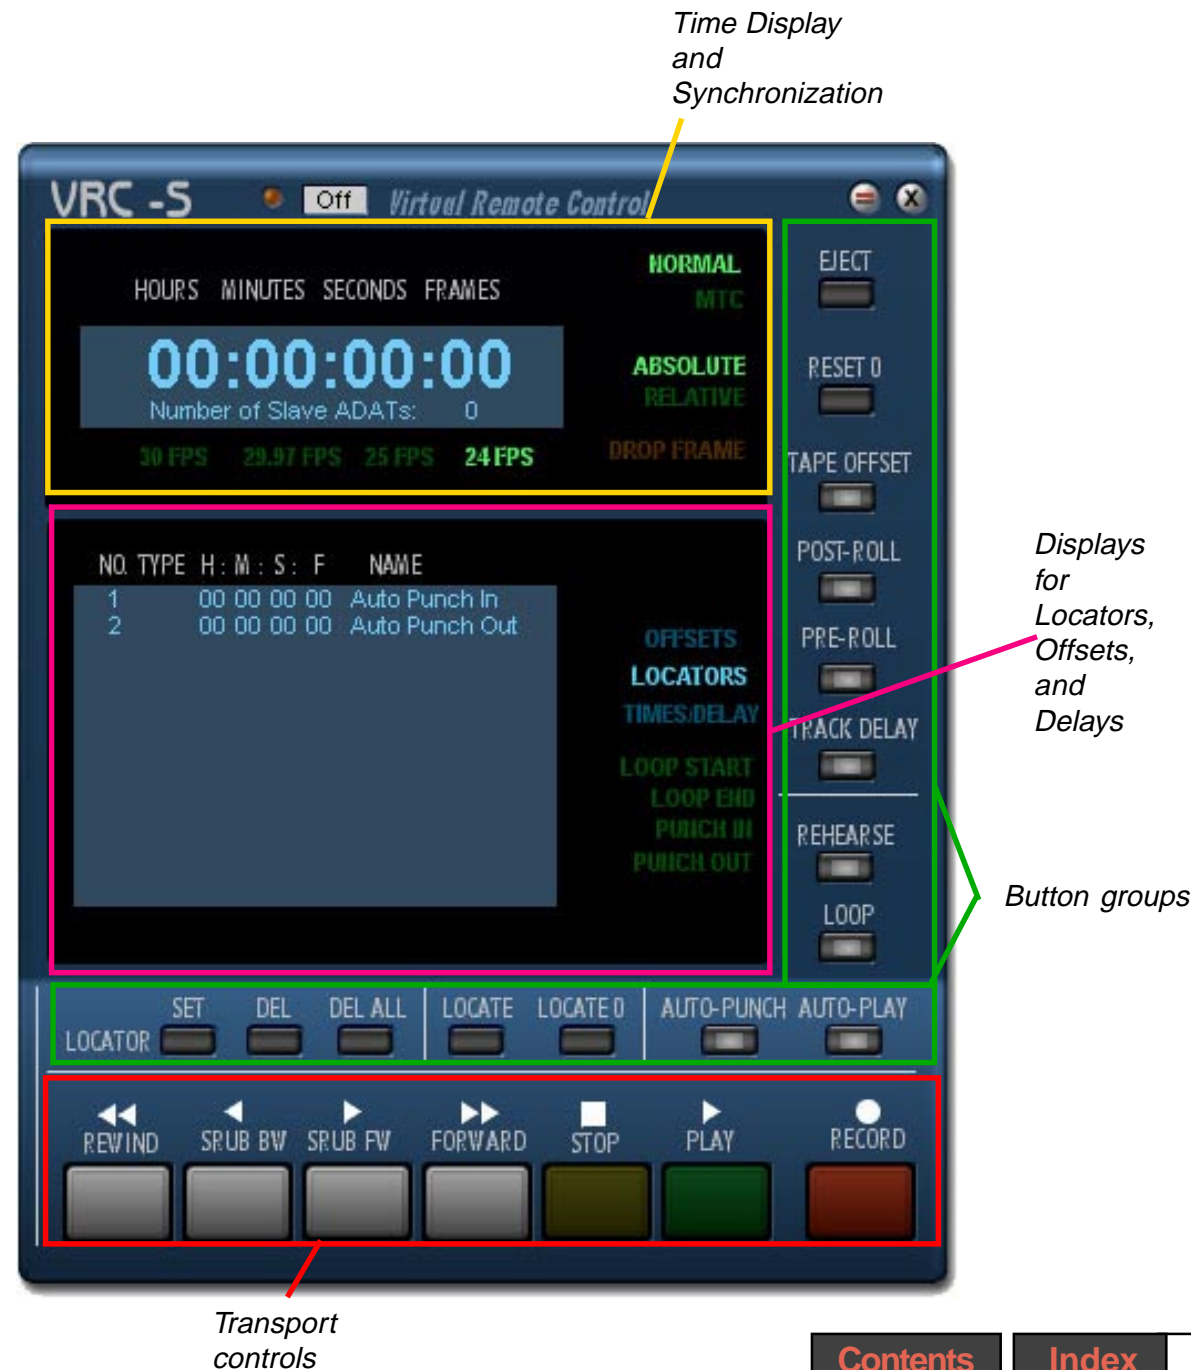 Time Display
and
Synchronization
VRC -S
Off
Virtual Remote Control
HOURS MINUTES SECONDS FRAMES
NORMAL
MTC
00:00:00:00
Number of Slave ADATs: 0
ABSOLUTE
RELATIVE
30 FPS 29.97 FPS 25 FPS 24 FPS
DROP FRAME
EJECT
RESET 0
TAPE OFFSET
POST-ROLL
PRE-ROLL
TRACK DELAY
REHEARSE
LOOP
NO. TYPE H : M : S : F NAME
1 00 00 00 00 Auto Punch In
2 00 00 00 00 Auto Punch Out
OFFSETS
LOCATORS
TIMES/DELAY
LOOP START
LOOP END
PUNCH IN
PUNCH OUT
Displays
for
Locators,
Offsets,
and
Delays
Button groups
LOCATOR
SET DEL DEL ALL LOCATE LOCATE 0 AUTO-PUNCH AUTO-PLAY
REWIND SRUB BW SRUB FW FORWARD STOP PLAY RECORD
Transport
controls
Contents Index